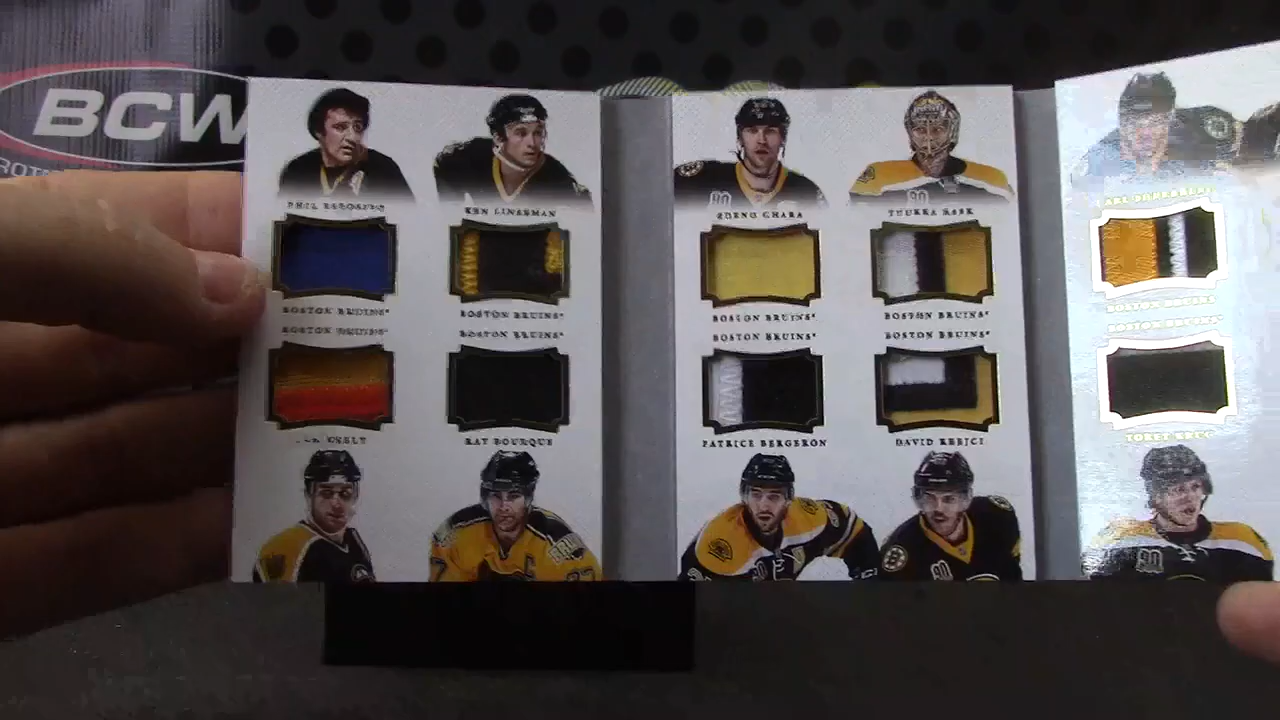 BCW
PHIL ESPOSITO
KEN LINSEMAN
ZDENO CHARA
TUUKKA RASK
BOSTON BRUINS
BOSTON BRUINS
BOSTON BRUINS
BOSTON BRUINS
BOSTON BRUINS
BOSTON BRUINS
BOSTON BRUINS
BOSTON BRUINS
BOSTON BRUINS
BOSTON BRUINS
NEELY
RAY BOURQUE
PATRICE BERGERON
DAVID KREJCI
TOREY KRUG